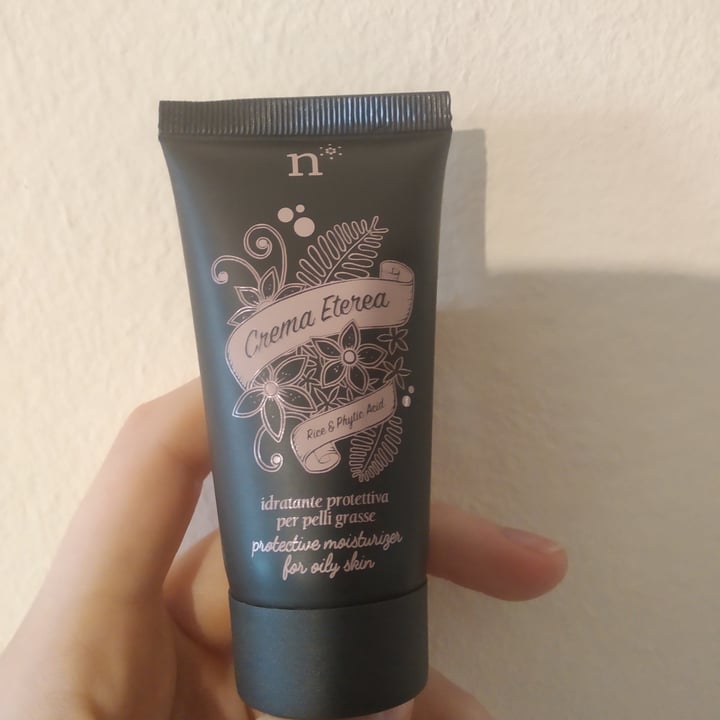 n
Crema Eterea
Rice & Phytic Acid
idratante protettiva
per pelli grasse
protective moisturizer
for oily skin